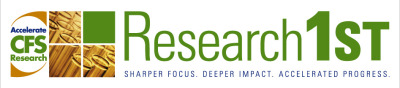 Accelerate
CFS
Research
Research1ST
SHARPER FOCUS. DEEPER IMPACT. ACCELERATED PROGRESS.